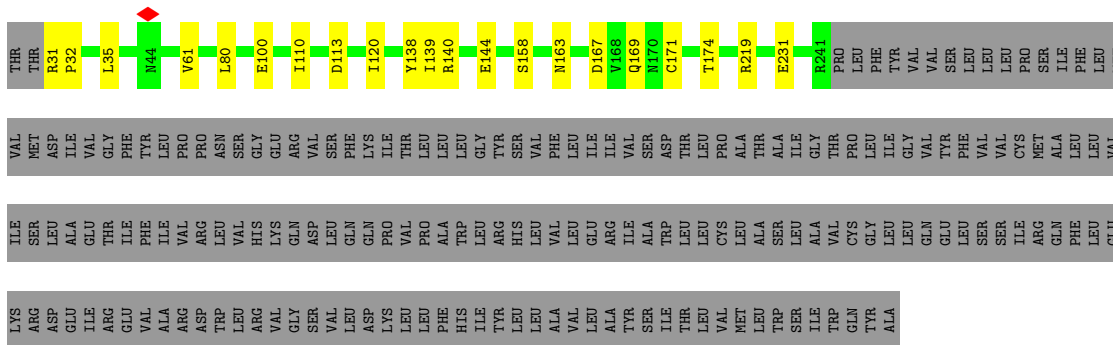 THR THR R31 P32 L35 N44 V61 L80 E100 I110 D113 I120 Y138 I139 R140 E144 S158 N163 D167 V168 Q169 N170 C171 T174 R219 E231 R241 PRO LEU PHE TYR VAL VAL SER LEU LEU LEU PRO SER ILE PHE LEU
VAL MET ASP ILE VAL GLY PHE TYR LEU PRO PRO ASN SER GLY GLU ARG VAL SER PHE LYS ILE THR LEU LEU LEU GLY TYR SER VAL PHE LEU ILE ILE VAL SER ASP THR LEU PRO ALA THR ALA ILE GLY THR PRO LEU ILE GLY VAL TYR PHE VAL VAL CYS MET ALA LEU LEU VAL
ILE SER LEU ALA GLU THR ILE PHE ILE VAL ARG LEU VAL HIS LYS GLN ASP LEU GLN GLN PRO VAL PRO ALA TRP LEU ARG HIS LEU VAL LEU GLU ARG ILE ALA TRP LEU LEU CYS LEU ALA SER LEU ALA VAL CYS GLY LEU LEU GLN GLU LEU SER SER ILE ARG GLN PHE LEU GLU
LYS ARG ASP GLU ILE ARG GLU VAL ALA ARG ASP TRP LEU ARG VAL GLY SER VAL LEU ASP LYS LEU LEU PHE HIS ILE TYR LEU LEU ALA VAL LEU ALA TYR SER ILE THR LEU VAL MET LEU TRP SER ILE TRP GLN TYR ALA